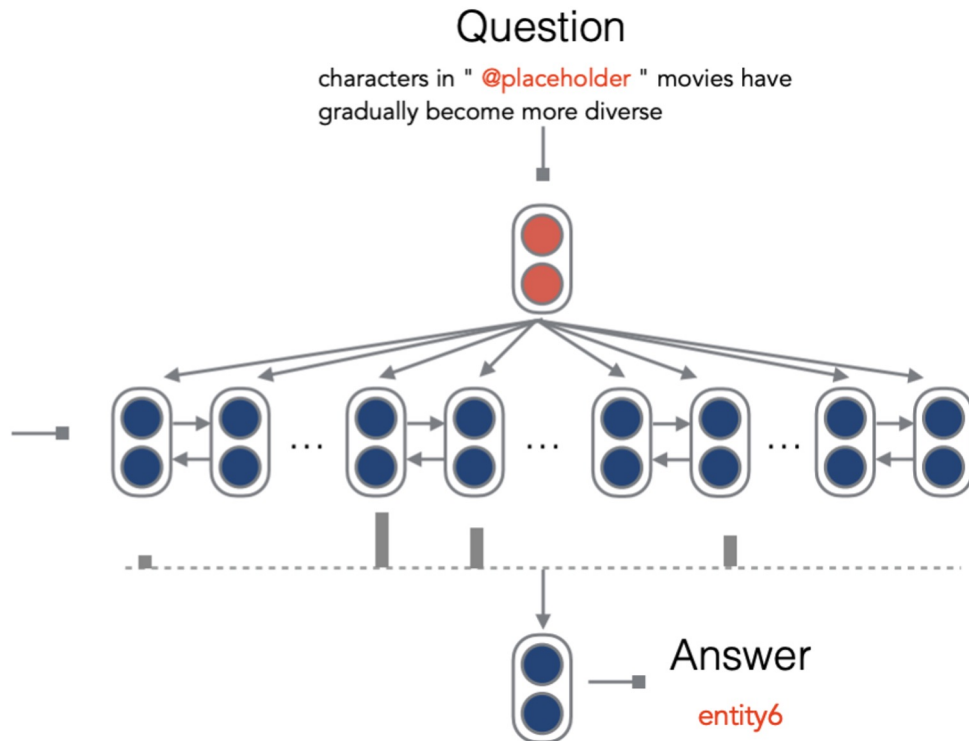 Question
characters in " @placeholder " movies have
gradually become more diverse
... ... ...
Answer
entity6